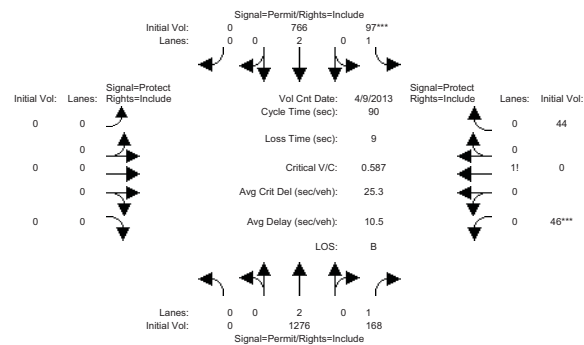 Signal=Permit/Rights=Include
Initial Vol: 0 766 97***
Lanes: 0 0 2 0 1
Signal=Protect
Initial Vol: Lanes: Rights=Include
Vol Cnt Date: 4/9/2013
Signal=Protect
Rights=Include Lanes: Initial Vol:
Cycle Time (sec): 90
0 0
0 44
Loss Time (sec): 9
0
0
0 0
Critical V/C: 0.587
1! 0
0
Avg Crit Del (sec/veh): 25.3
0
0 0
Avg Delay (sec/veh): 10.5
0 46***
LOS: B
Lanes: 0 0 2 0 1
Initial Vol: 0 1276 168
Signal=Permit/Rights=Include